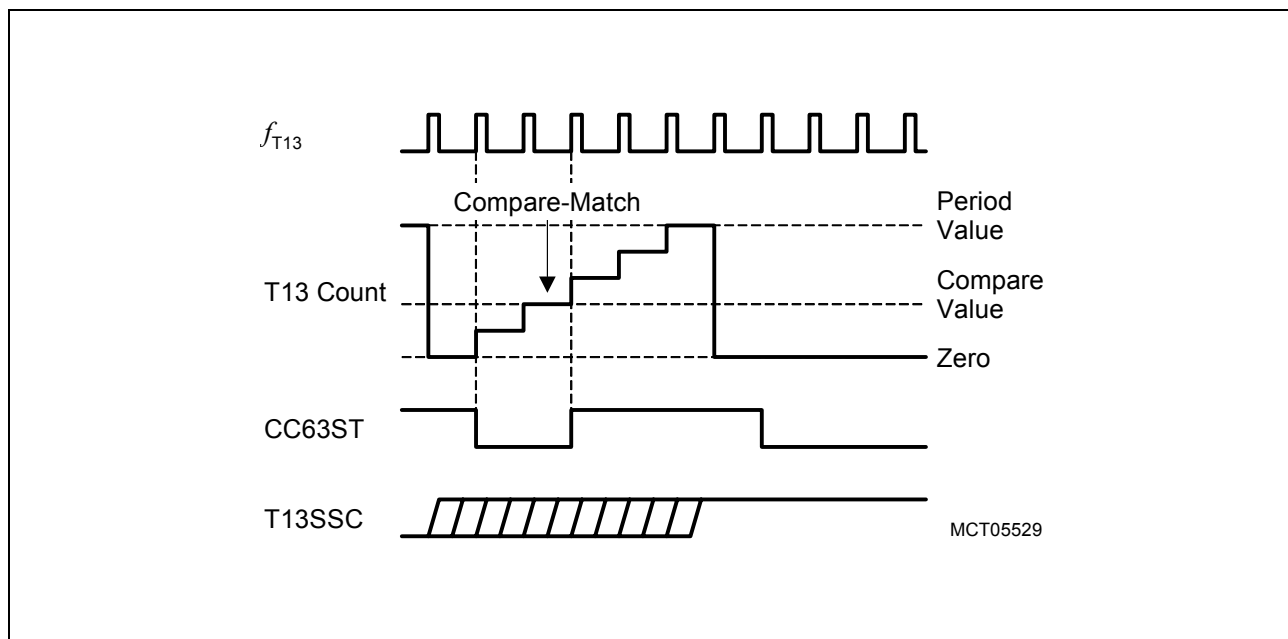 fT13
Compare-Match
Period
Value
T13 Count
Compare
Value
Zero
CC63ST
T13SSC
MCT05529